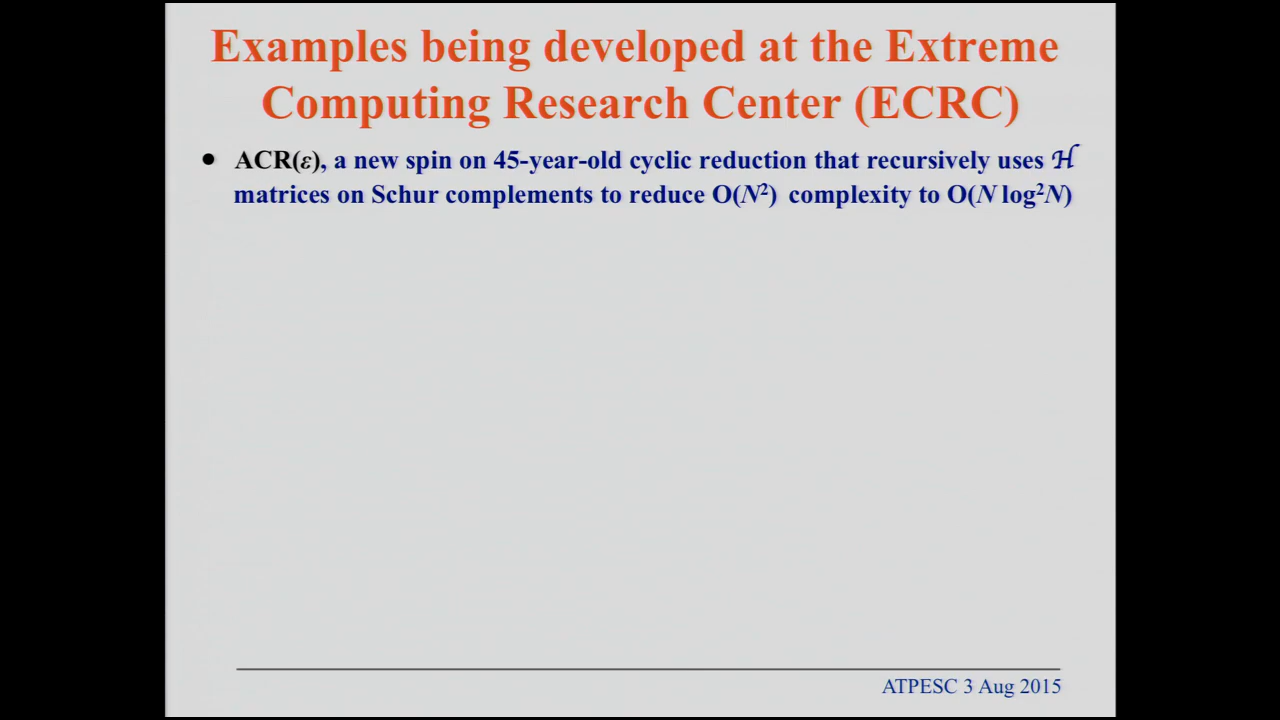 Examples being developed at the Extreme
Computing Research Center (ECRC)
• ACR(ε), a new spin on 45-year-old cyclic reduction that recursively uses ℋ
matrices on Schur complements to reduce O(N²) complexity to O(N log²N)
ATPESC 3 Aug 2015